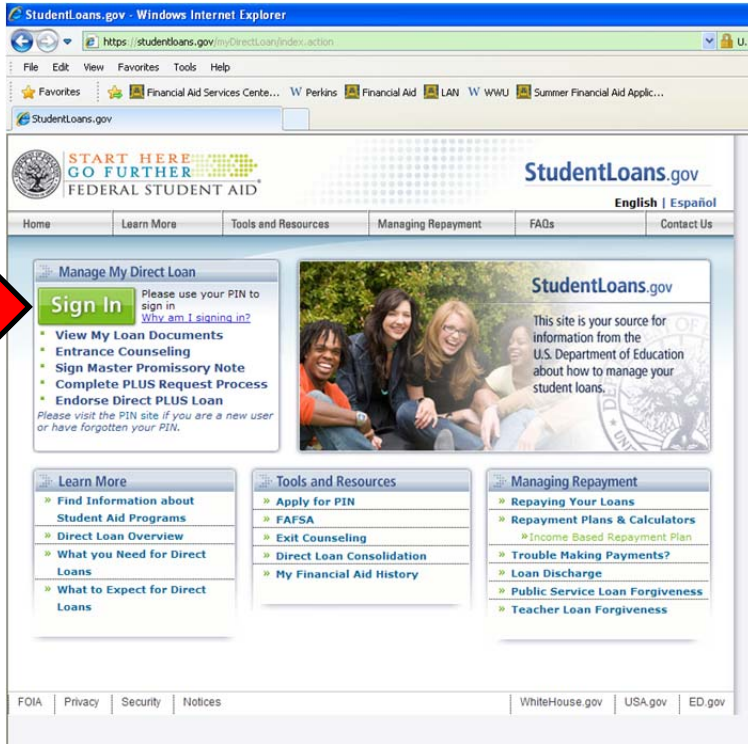 StudentLoans.gov - Windows Internet Explorer
https://studentloans.gov/myDirectLoan/index.action
U.
File Edit View Favorites Tools Help
Favorites Financial Aid Services Cente... W Perkins Financial Aid LAN W WWU Summer Financial Aid Applic...
StudentLoans.gov
START HERE
GO FURTHER
FEDERAL STUDENT AID
StudentLoans.gov
English | Español
Home Learn More Tools and Resources Managing Repayment FAQs Contact Us
Manage My Direct Loan
Sign In
Please use your PIN to
sign in
Why am I signing in?
View My Loan Documents
Entrance Counseling
Sign Master Promissory Note
Complete PLUS Request Process
Endorse Direct PLUS Loan
Please visit the PIN site if you are a new user
or have forgotten your PIN.
StudentLoans.gov
This site is your source for
information from the
U.S. Department of Education
about how to manage your
student loans.
Learn More
» Find Information about
Student Aid Programs
» Direct Loan Overview
» What you Need for Direct
Loans
» What to Expect for Direct
Loans
Tools and Resources
» Apply for PIN
» FAFSA
» Exit Counseling
» Direct Loan Consolidation
» My Financial Aid History
Managing Repayment
» Repaying Your Loans
» Repayment Plans & Calculators
» Income Based Repayment Plan
» Trouble Making Payments?
» Loan Discharge
» Public Service Loan Forgiveness
» Teacher Loan Forgiveness
FOIA Privacy Security Notices WhiteHouse.gov USA.gov ED.gov